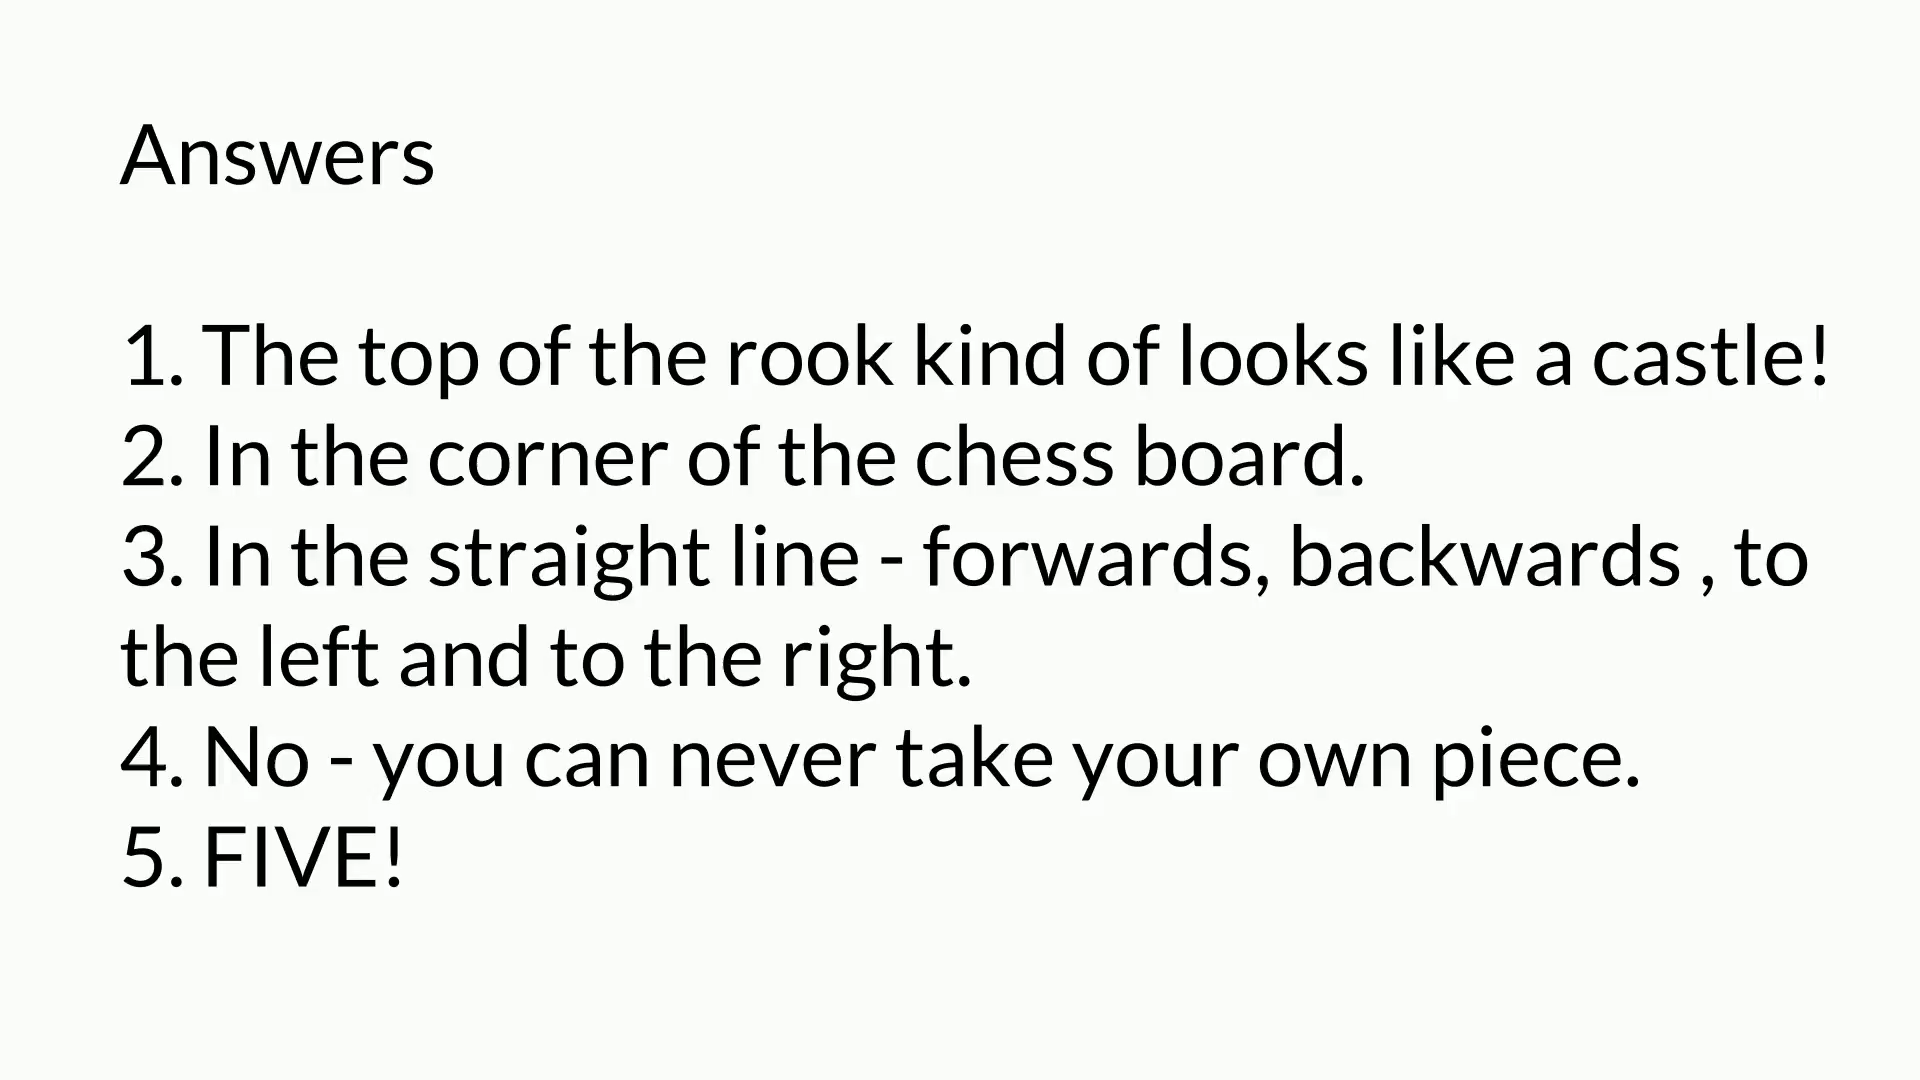 Answers
1. The top of the rook kind of looks like a castle!
2. In the corner of the chess board.
3. In the straight line - forwards, backwards , to
the left and to the right.
4. No - you can never take your own piece.
5. FIVE!